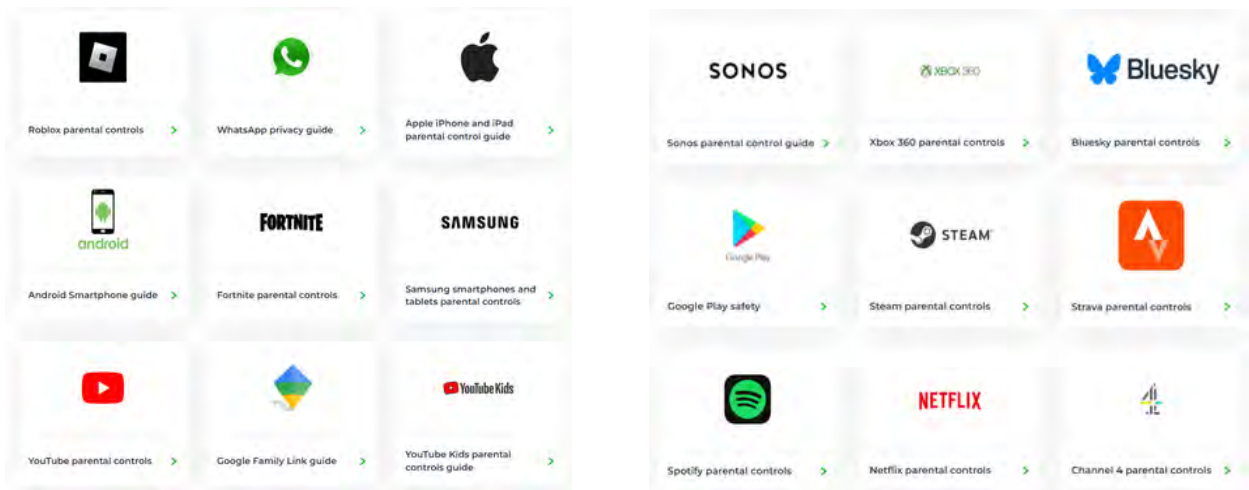 Roblox parental controls
WhatsApp privacy guide
Apple iPhone and iPad
parental control guide
android
FORTNITE
SAMSUNG
Android Smartphone guide
Fortnite parental controls
Samsung smartphones and
tablets parental controls
YouTube Kids
YouTube parental controls
Google Family Link guide
YouTube Kids parental
controls guide
SONOS
XBOX 360
Bluesky
Sonos parental control guide
Xbox 360 parental controls
Bluesky parental controls
Google Play
STEAM
Google Play safety
Steam parental controls
Strava parental controls
NETFLIX
4
Spotify parental controls
Netflix parental controls
Channel 4 parental controls